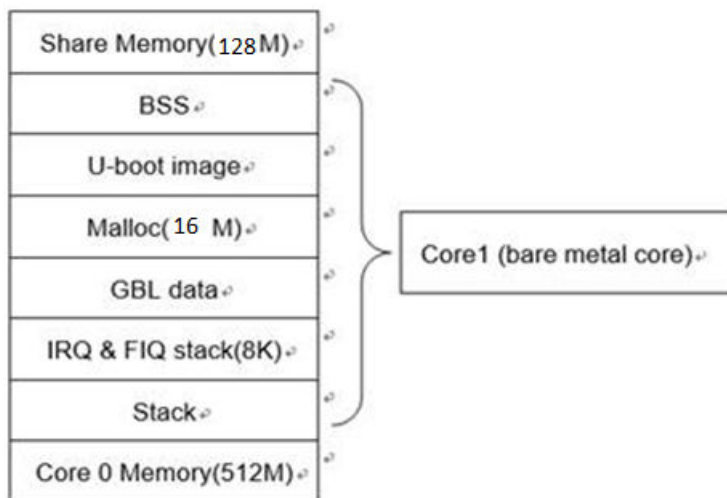 Share Memory(128M)
BSS
U-boot image
Malloc(16 M)
GBL data
IRQ & FIQ stack(8K)
Stack
Core 0 Memory(512M)
Core1 (bare metal core)